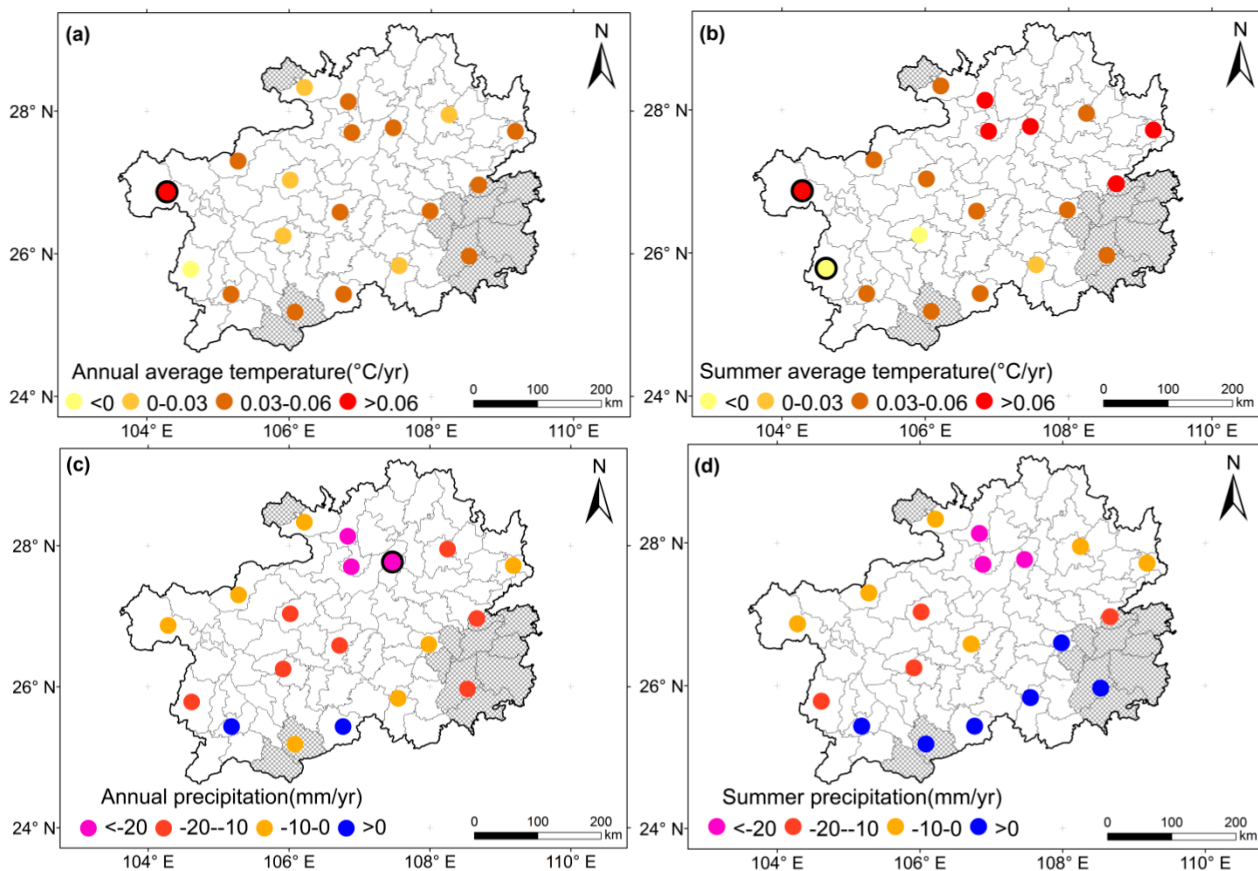 (a)
N
28° N
26° N
24° N
Annual average temperature(°C/yr)
<0 0-0.03 0.03-0.06 >0.06
0 100 200
km
104° E 106° E 108° E 110° E
(b)
N
28° N
26° N
24° N
Summer average temperature(°C/yr)
<0 0-0.03 0.03-0.06 >0.06
0 100 200
km
104° E 106° E 108° E 110° E
(c)
N
28° N
26° N
24° N
Annual precipitation(mm/yr)
<-20 -20--10 -10-0 >0
0 100 200
km
104° E 106° E 108° E 110° E
(d)
N
28° N
26° N
24° N
Summer precipitation(mm/yr)
<-20 -20--10 -10-0 >0
0 100 200
km
104° E 106° E 108° E 110° E